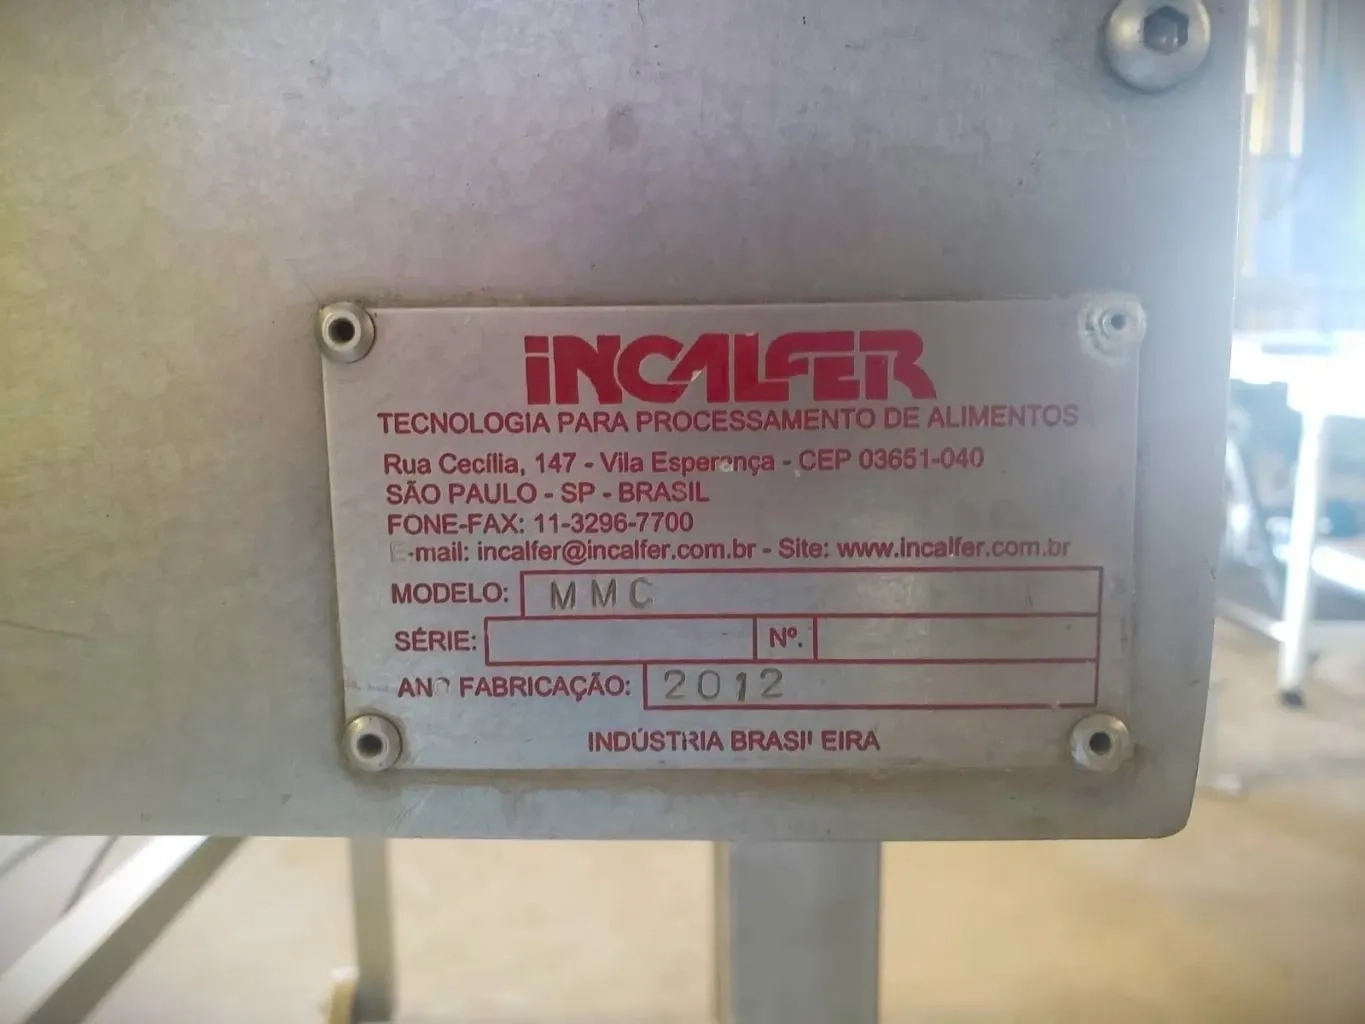 iNCALFER
TECNOLOGIA PARA PROCESSAMENTO DE ALIMENTOS
Rua Cecília, 147 - Vila Esperança - CEP 03651-040
SÃO PAULO - SP - BRASIL
FONE-FAX: 11-3296-7700
E-mail: incalfer@incalfer.com.br - Site: www.incalfer.com.br
MODELO: MMC
SÉRIE: Nº.
ANO FABRICAÇÃO: 2012
INDÚSTRIA BRASILEIRA